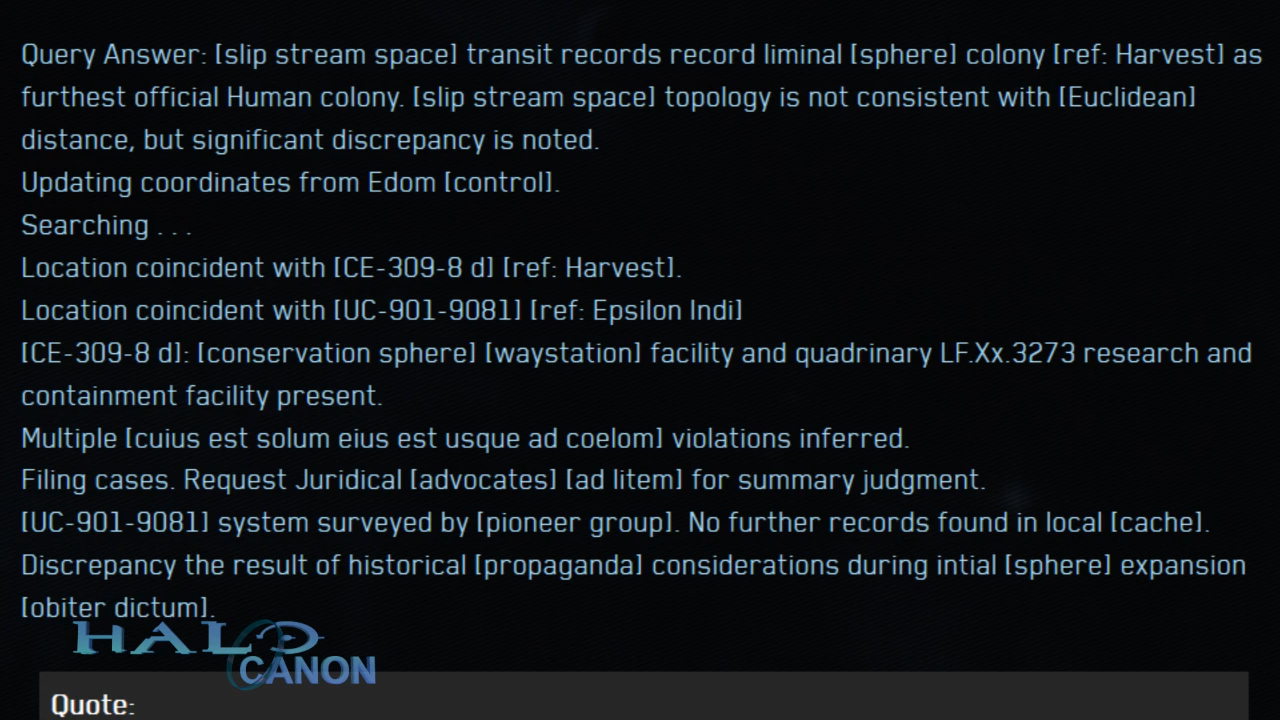 Query Answer: [slip stream space] transit records record liminal [sphere] colony [ref: Harvest] as
furthest official Human colony. [slip stream space] topology is not consistent with [Euclidean]
distance, but significant discrepancy is noted.
Updating coordinates from Edom [control].
Searching . . .
Location coincident with [CE-309-8 d] [ref: Harvest].
Location coincident with [UC-901-9081] [ref: Epsilon Indi]
[CE-309-8 d]: [conservation sphere] [waystation] facility and quadrinary LF.Xx.3273 research and
containment facility present.
Multiple [cuius est solum eius est usque ad coelom] violations inferred.
Filing cases. Request Juridical [advocates] [ad litem] for summary judgment.
[UC-901-9081] system surveyed by [pioneer group]. No further records found in local [cache].
Discrepancy the result of historical [propaganda] considerations during intial [sphere] expansion
[obiter dictum].
HALO
CANON
Quote: